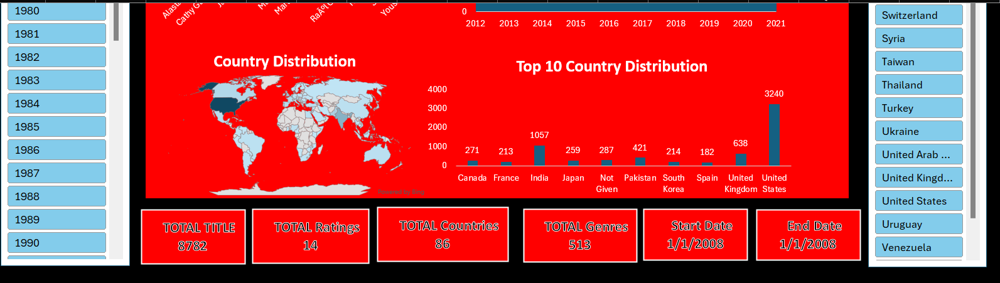 1980
1981
1982
1983
1984
1985
1986
1987
1988
1989
1990
0
2012 2013 2014 2015 2016 2017 2018 2019 2020 2021
Country Distribution
Powered by Bing
Top 10 Country Distribution
4000
3000
2000
1000
0
271 213 1057 259 287 421 214 182 638 3240
Canada France India Japan Not Given Pakistan South Korea Spain United Kingdom United States
TOTAL TITLE
8782
TOTAL Ratings
14
TOTAL Countries
86
TOTAL Genres
513
Start Date
1/1/2008
End Date
1/1/2008
Switzerland
Syria
Taiwan
Thailand
Turkey
Ukraine
United Arab ...
United Kingd...
United States
Uruguay
Venezuela